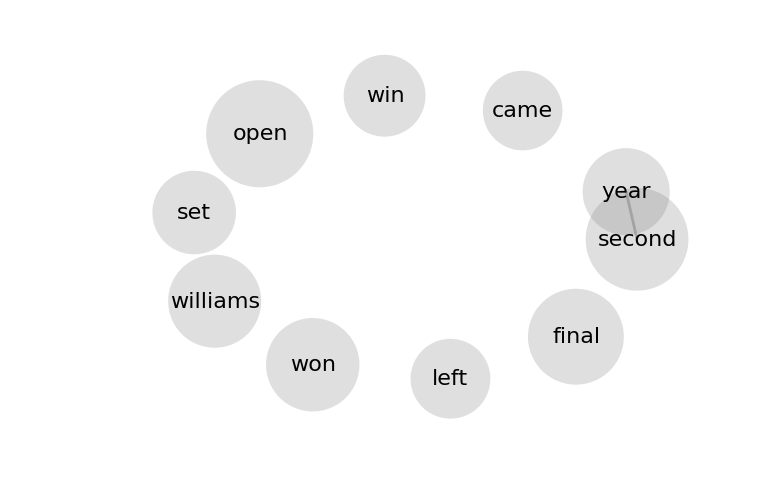 win
came
open
year
set
second
williams
final
won
left